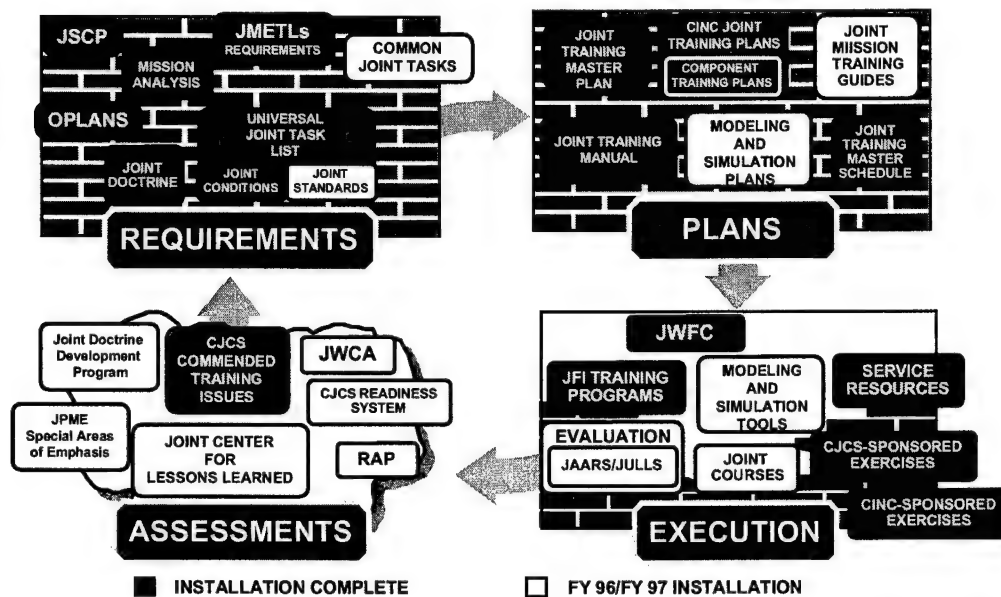 JSCP
JMETLs
REQUIREMENTS
COMMON
JOINT TASKS
MISSION
ANALYSIS
OPLANS
UNIVERSAL
JOINT TASK
LIST
JOINT
DOCTRINE
JOINT
CONDITIONS
JOINT
STANDARDS
REQUIREMENTS
JOINT
TRAINING
MASTER
PLAN
CINC JOINT
TRAINING PLANS
COMPONENT
TRAINING PLANS
JOINT
MIISSION
TRAINING
GUIDES
JOINT TRAINING
MANUAL
MODELING
AND
SIMULATION
PLANS
JOINT
TRAINING
MASTER
SCHEDULE
PLANS
Joint Doctrine
Development
Program
CJCS
COMMENDED
TRAINING
ISSUES
JWCA
CJCS READINESS
SYSTEM
JPME
Special Areas
of Emphasis
JOINT CENTER
FOR
LESSONS LEARNED
RAP
ASSESSMENTS
JWFC
JFI TRAINING
PROGRAMS
MODELING
AND
SIMULATION
TOOLS
SERVICE
RESOURCES
EVALUATION
JAARS/JULLS
JOINT
COURSES
CJCS-SPONSORED
EXERCISES
CINC-SPONSORED
EXERCISES
EXECUTION
INSTALLATION COMPLETE
FY 96/FY 97 INSTALLATION